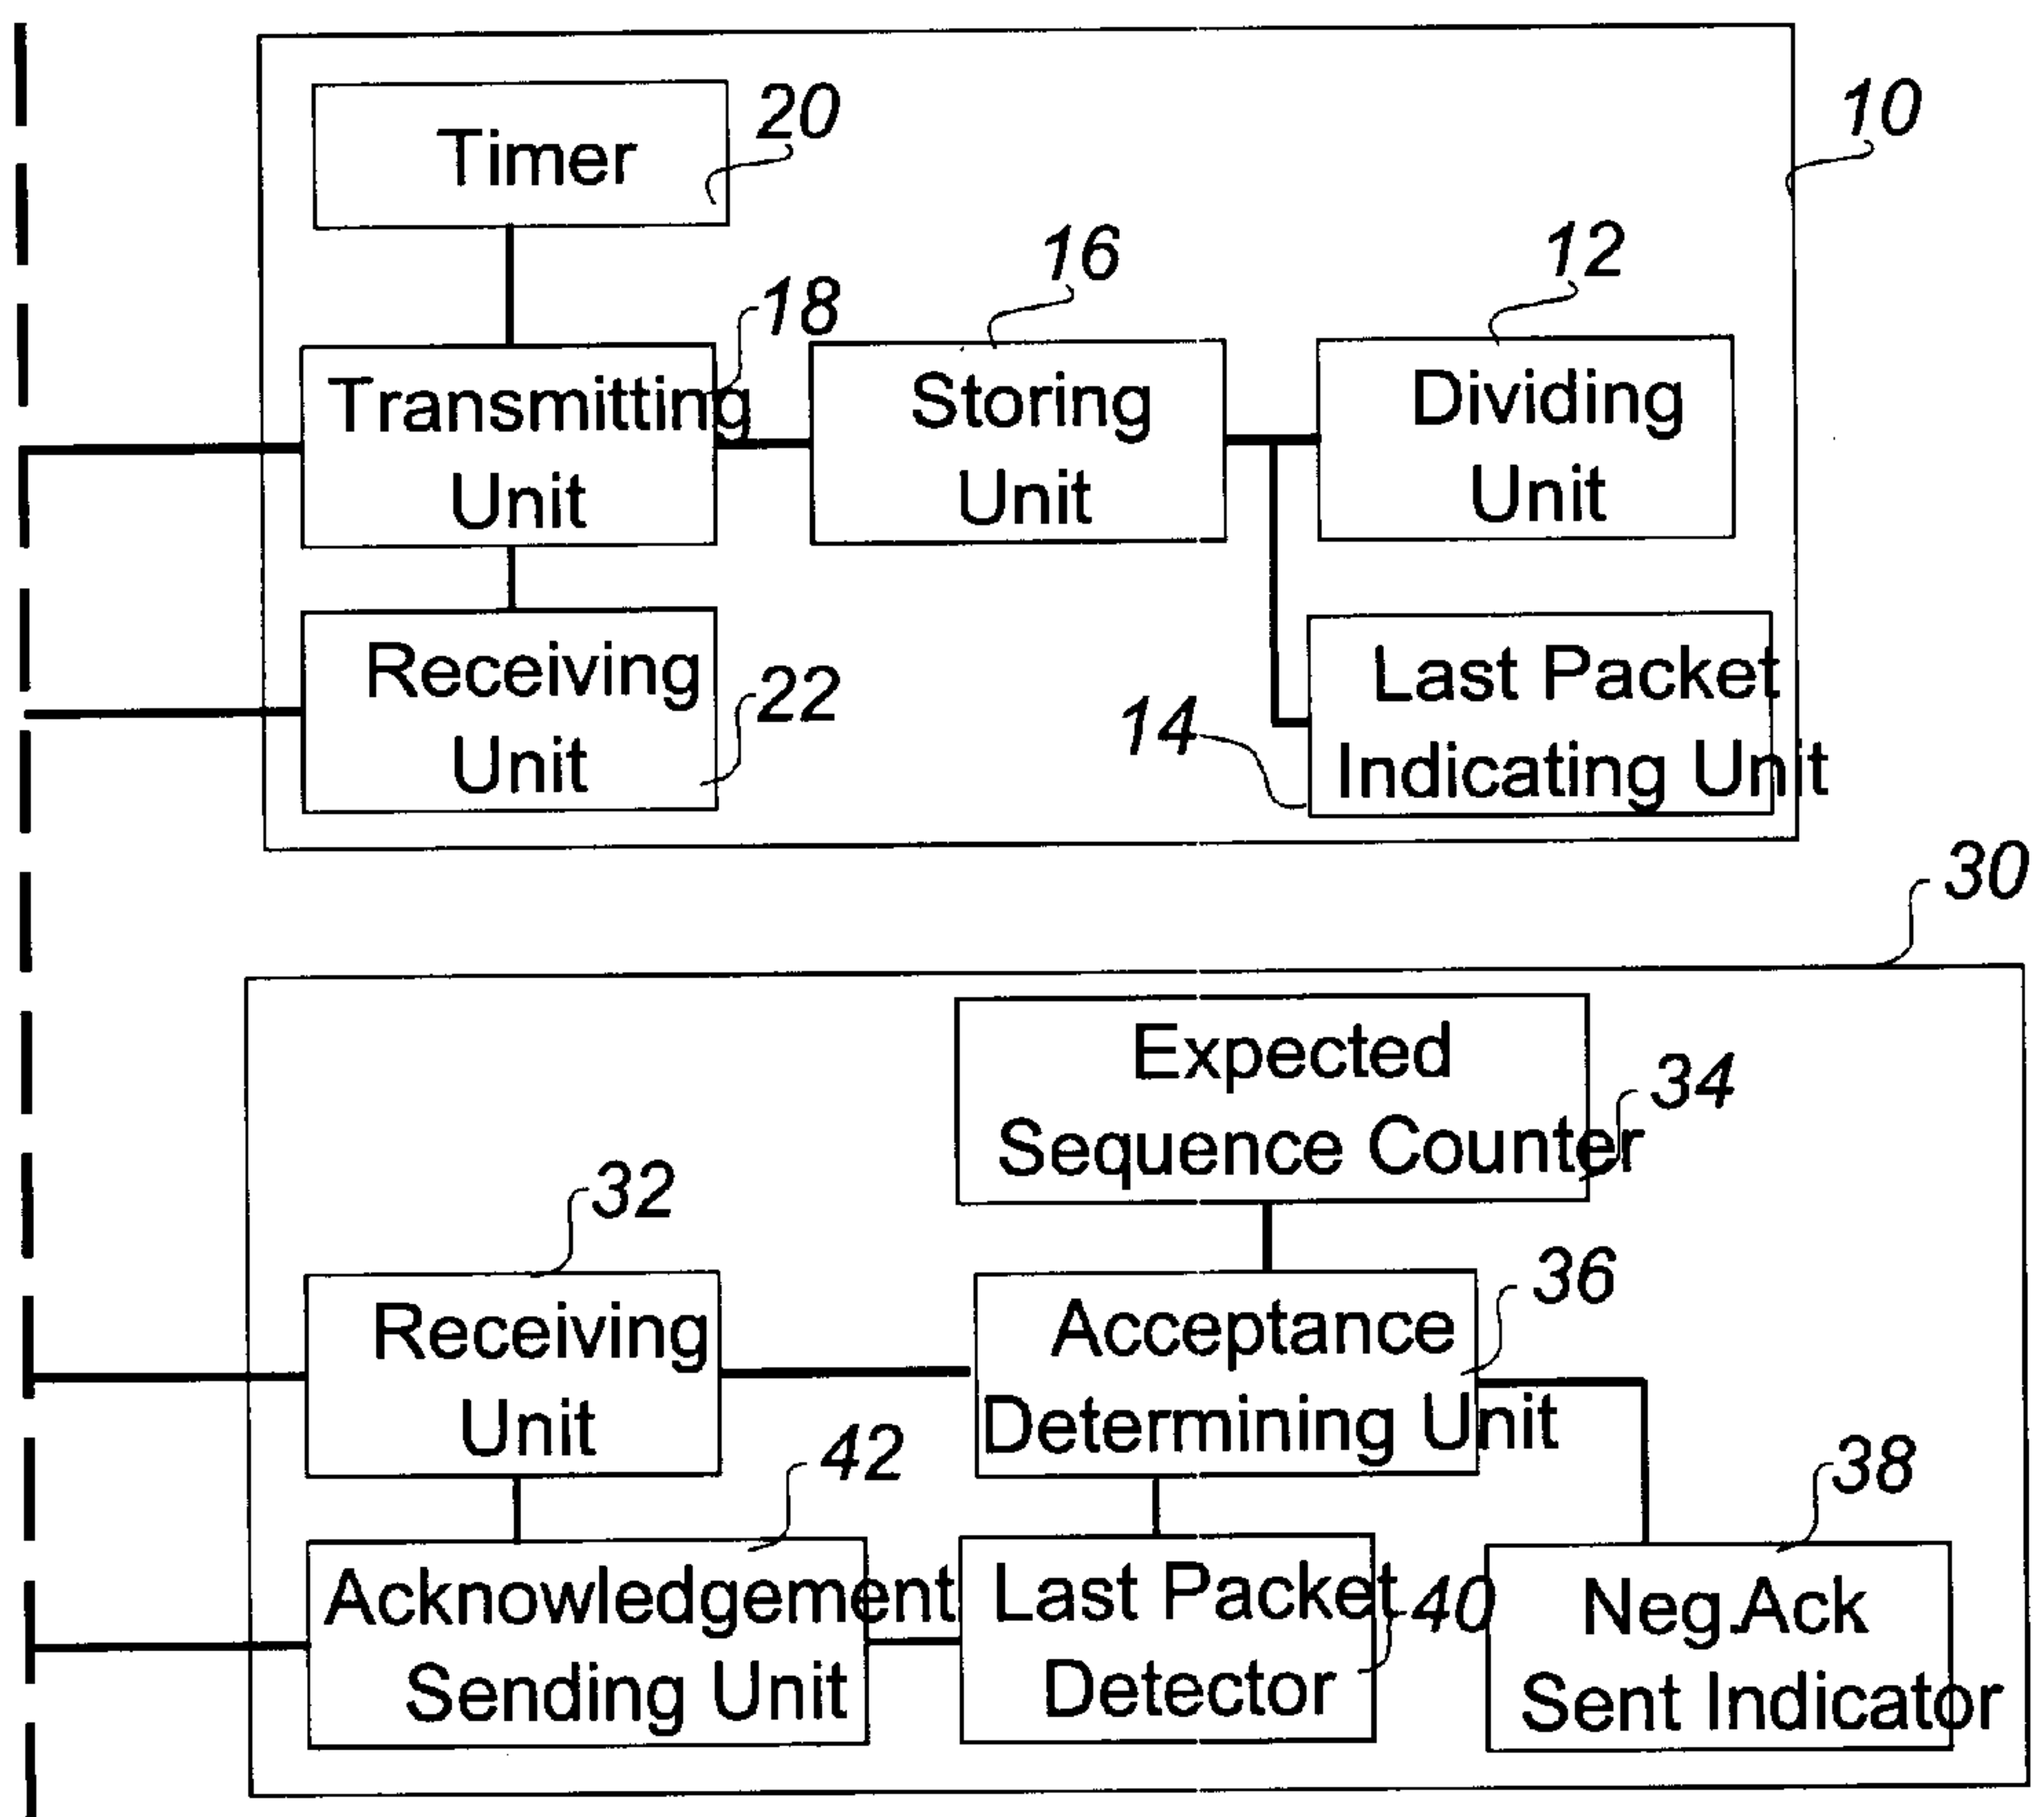 20
Timer
10
16
12
18
Transmitting
Unit
Storing
Unit
Dividing
Unit
Receiving
Unit
22
14
Last Packet
Indicating Unit
30
Expected
Sequence Counter
34
32
Receiving
Unit
36
Acceptance
Determining Unit
42
38
Acknowledgement
Sending Unit
Last Packet
Detector
40
Neg.Ack
Sent Indicator